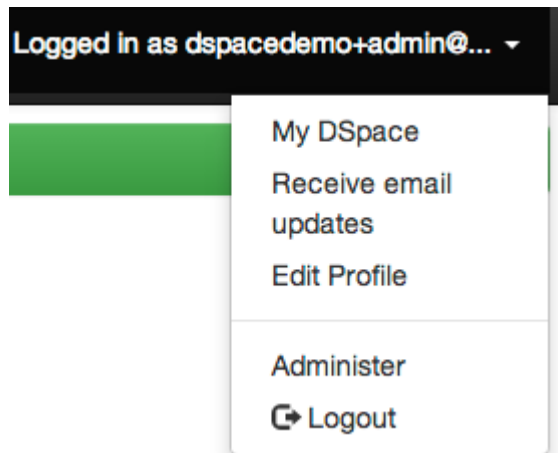 Logged in as dspacedemo+admin@...
My DSpace
Receive email
updates
Edit Profile
Administer
Logout